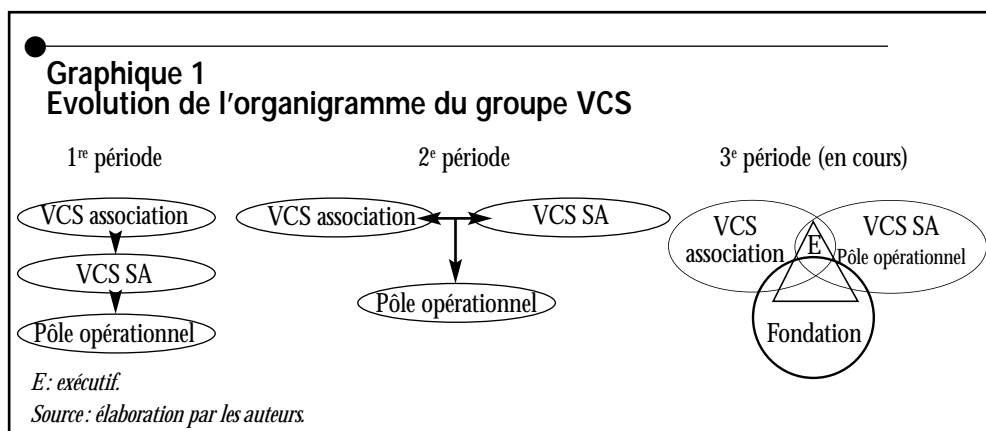 Graphique 1
Evolution de l'organigramme du groupe VCS
1re période
VCS association
VCS SA
Pôle opérationnel
2e période
VCS association
VCS SA
Pôle opérationnel
3e période (en cours)
VCS
association
E
VCS SA
Pôle opérationnel
Fondation
E : exécutif.
Source : élaboration par les auteurs.